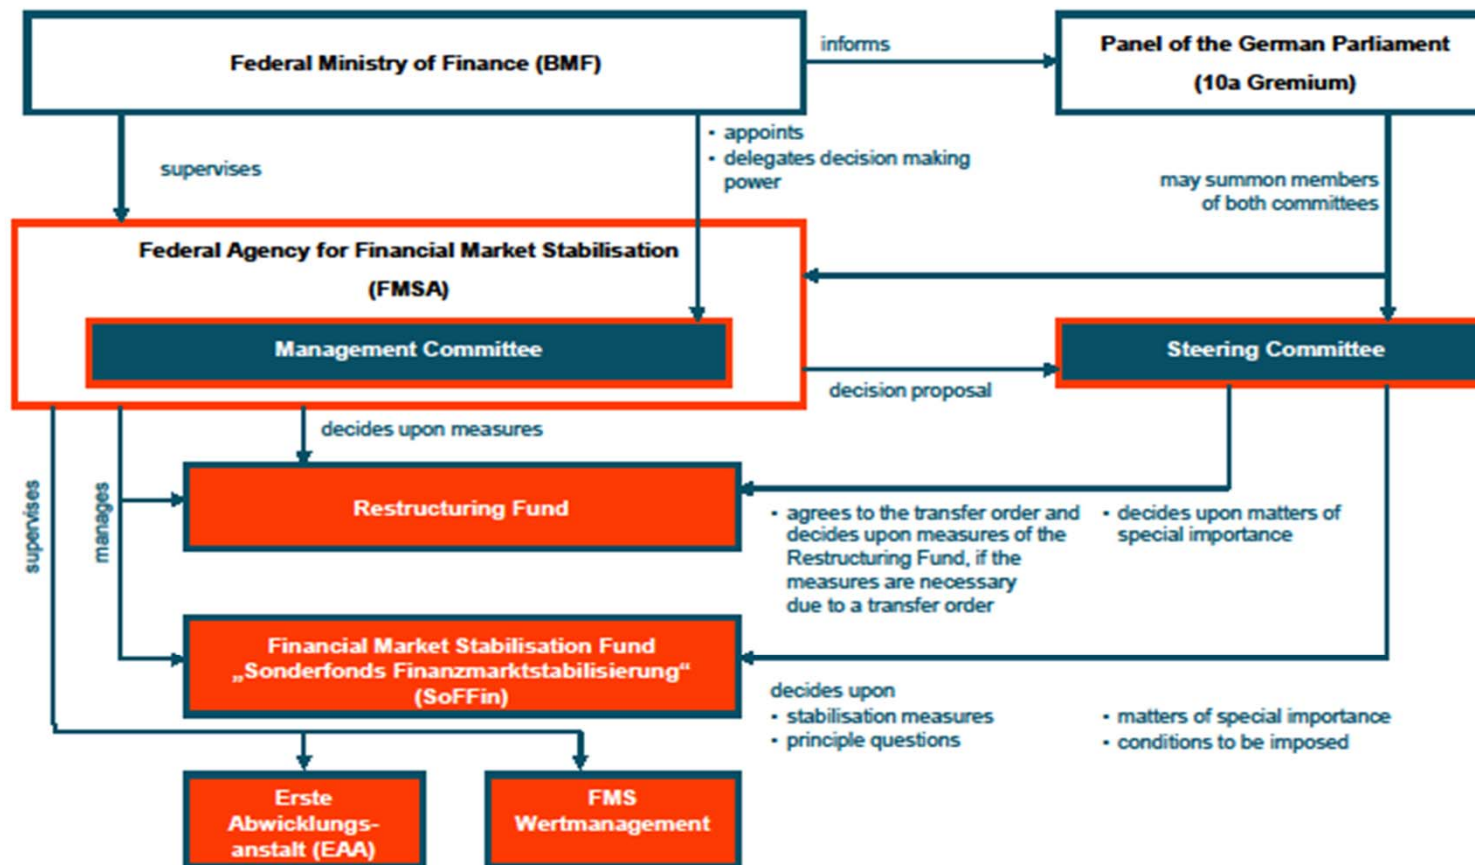 Federal Ministry of Finance (BMF)
informs
Panel of the German Parliament
(10a Gremium)
supervises
• appoints
• delegates decision making
power
may summon members
of both committees
Federal Agency for Financial Market Stabilisation
(FMSA)
Management Committee
Steering Committee
decision proposal
decides upon measures
supervises
manages
Restructuring Fund
• agrees to the transfer order and
decides upon measures of the
Restructuring Fund, if the
measures are necessary
due to a transfer order
• decides upon matters of
special importance
Financial Market Stabilisation Fund
„Sonderfonds Finanzmarktstabilisierung“
(SoFFin)
decides upon
• stabilisation measures
• principle questions
• matters of special importance
• conditions to be imposed
Erste
Abwicklungs-
anstalt (EAA)
FMS
Wertmanagement